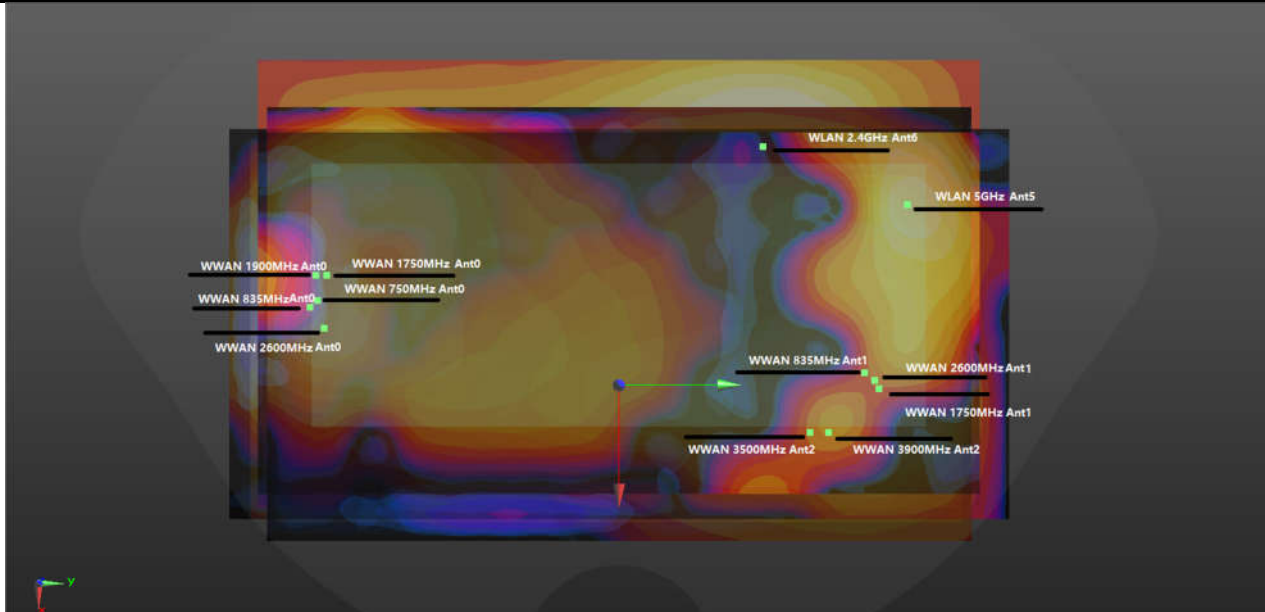 WLAN 2.4GHz Ant6
WLAN 5GHz Ant5
WWAN 1900MHz Ant0
WWAN 1750MHz Ant0
WWAN 835MHzAnt0
WWAN 750MHz Ant0
WWAN 2600MHz Ant0
WWAN 835MHz Ant1
WWAN 2600MHz Ant1
WWAN 1750MHz Ant1
WWAN 3500MHz Ant2
WWAN 3900MHz Ant2
Y